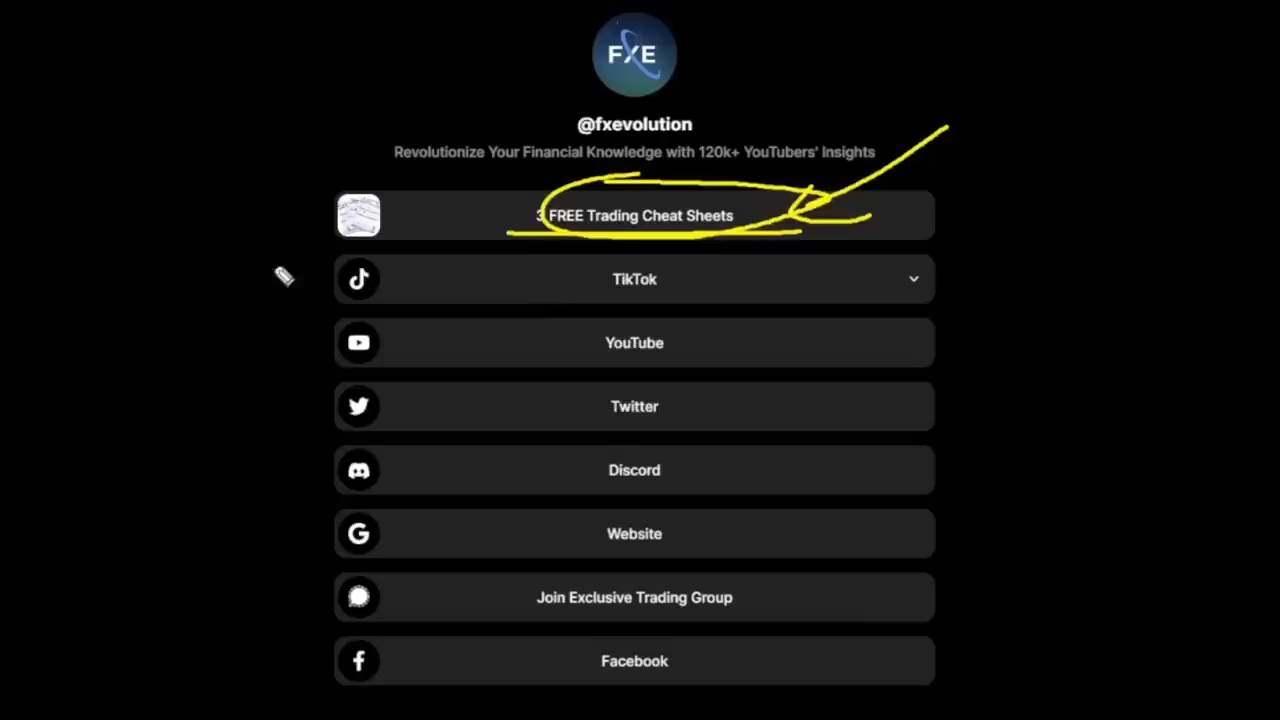 FXE
@fxevolution
Revolutionize Your Financial Knowledge with 120k+ YouTubers' Insights
3 FREE Trading Cheat Sheets
TikTok
YouTube
Twitter
Discord
G
Website
Join Exclusive Trading Group
Facebook